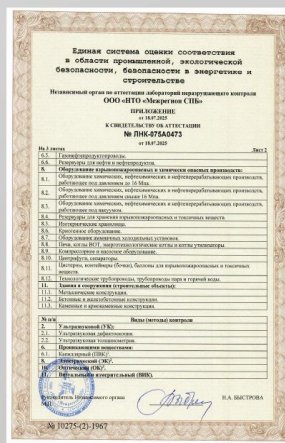 Единая система оценки соответствия
в области промышленной, экологической
безопасности, безопасности в энергетике и
строительстве
Независимый орган по аттестации лабораторий неразрушающего контроля
ООО «НТО «Межрегион СПБ»
ПРИЛОЖЕНИЕ
от 18.07.2025
К СВИДЕТЕЛЬСТВУ ОБ АТТЕСТАЦИИ
№ ЛНК-075А0473
от 18.07.2025
На 3 листах Лист 2
6.5. Газонефтепродуктопроводы.
6.6. Резервуары для нефти и нефтепродуктов.
8. Оборудование взрывопожароопасных и химически опасных производств:
8.1. Оборудование химических, нефтехимических и нефтеперерабатывающих производств, работающее под давлением до 16 Мпа.
8.2. Оборудование химических, нефтехимических и нефтеперерабатывающих производств, работающее под давлением свыше 16 Мпа.
8.3. Оборудование химических, нефтехимических и нефтеперерабатывающих производств, работающее под вакуумом.
8.4. Резервуары для хранения взрывопожароопасных и токсичных веществ.
8.5. Изотермические хранилища.
8.6. Криогенное оборудование.
8.7. Оборудование аммиачных холодильных установок.
8.8. Печи, котлы ВОТ, энерготехнологические котлы и котлы утилизаторы.
8.9. Компрессорное и насосное оборудование.
8.10. Центрифуги, сепараторы.
8.11. Цистерны, контейнеры (бочки), баллоны для взрывопожароопасных и токсичных веществ.
8.12. Технологические трубопроводы, трубопроводы пара и горячей воды.
11. Здания и сооружения (строительные объекты):
11.1. Металлические конструкции.
11.2. Бетонные и железобетонные конструкции.
11.3. Каменные и армокаменные конструкции.
№ п/п Виды (методы) контроля
2. Ультразвуковой (УК):
2.1. Ультразвуковая дефектоскопия.
2.2. Ультразвуковая толщинометрия.
6. Проникающими веществами:
6.1. Капиллярный (ПВК).
8. Электрический (ЭК).
10. Оптический (ОК).
11. Визуальный и измерительный (ВИК).
Руководитель Независимого органа
Н.А. БЫСТРОВА
М.П.
№ 10275-(2)-1967